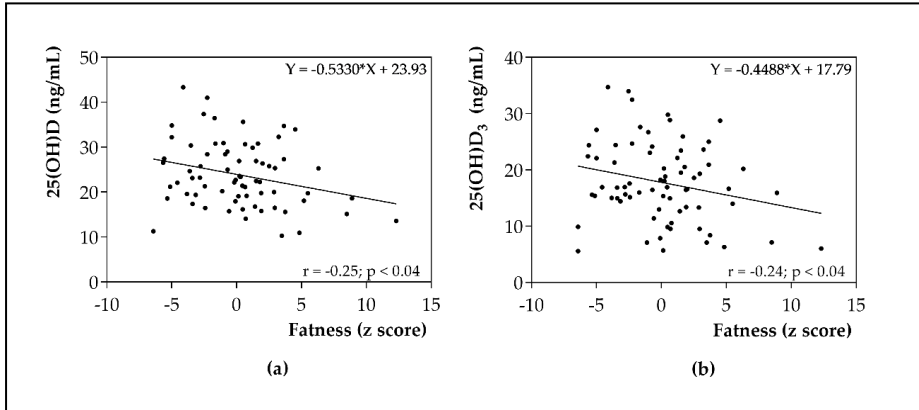 Y = -0.5330*X + 23.93
50
40
30
20
10
0
25(OH)D (ng/mL)
r = -0.25; p < 0.04
-10
-5
0
5
10
15
Fatness (z score)
(a)
Y = -0.4488*X + 17.79
40
30
20
10
0
25(OH)D₃ (ng/mL)
r = -0.24; p < 0.04
-10
-5
0
5
10
15
Fatness (z score)
(b)